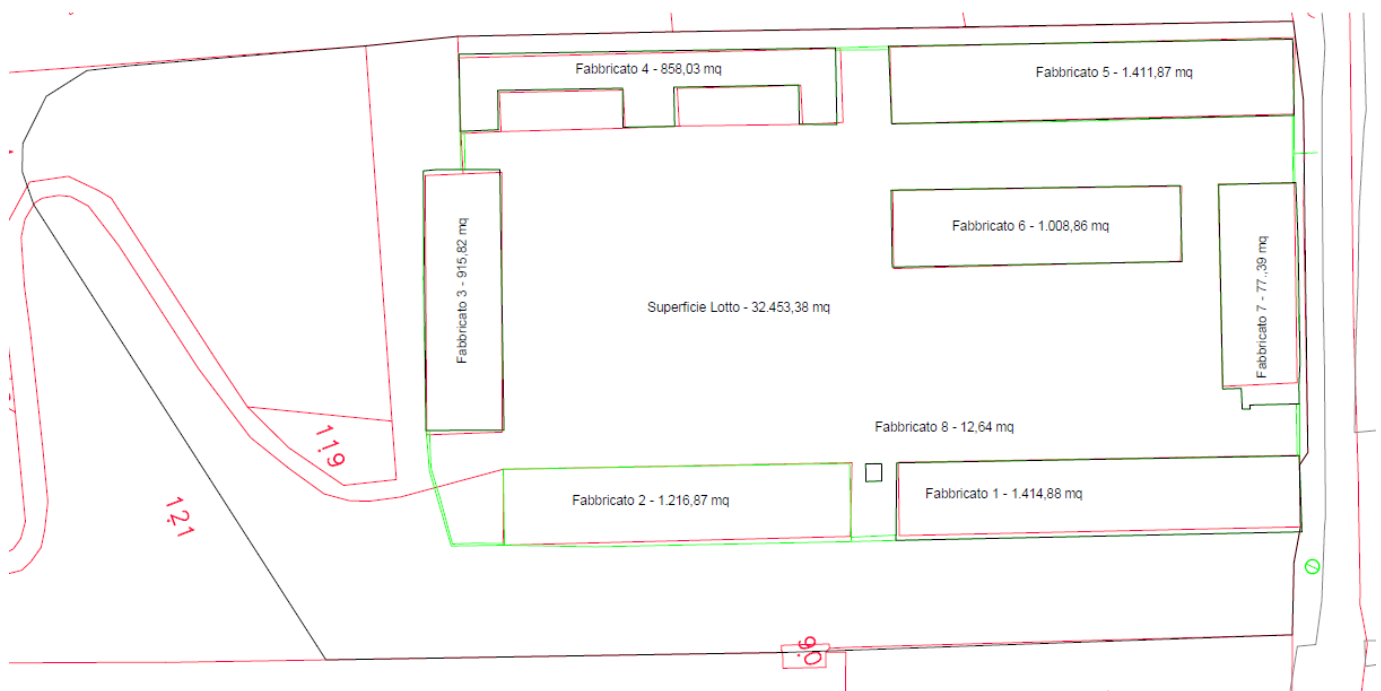 Fabbricato 4 - 858,03 mq
Fabbricato 5 - 1.411,87 mq
Fabbricato 6 - 1.008,86 mq
Fabbricato 3 - 915,82 mq
Fabbricato 7 - 77.,39 mq
Superficie Lotto - 32.453,38 mq
Fabbricato 8 - 12,64 mq
119
Fabbricato 2 - 1.216,87 mq
Fabbricato 1 - 1.414,88 mq
121
90